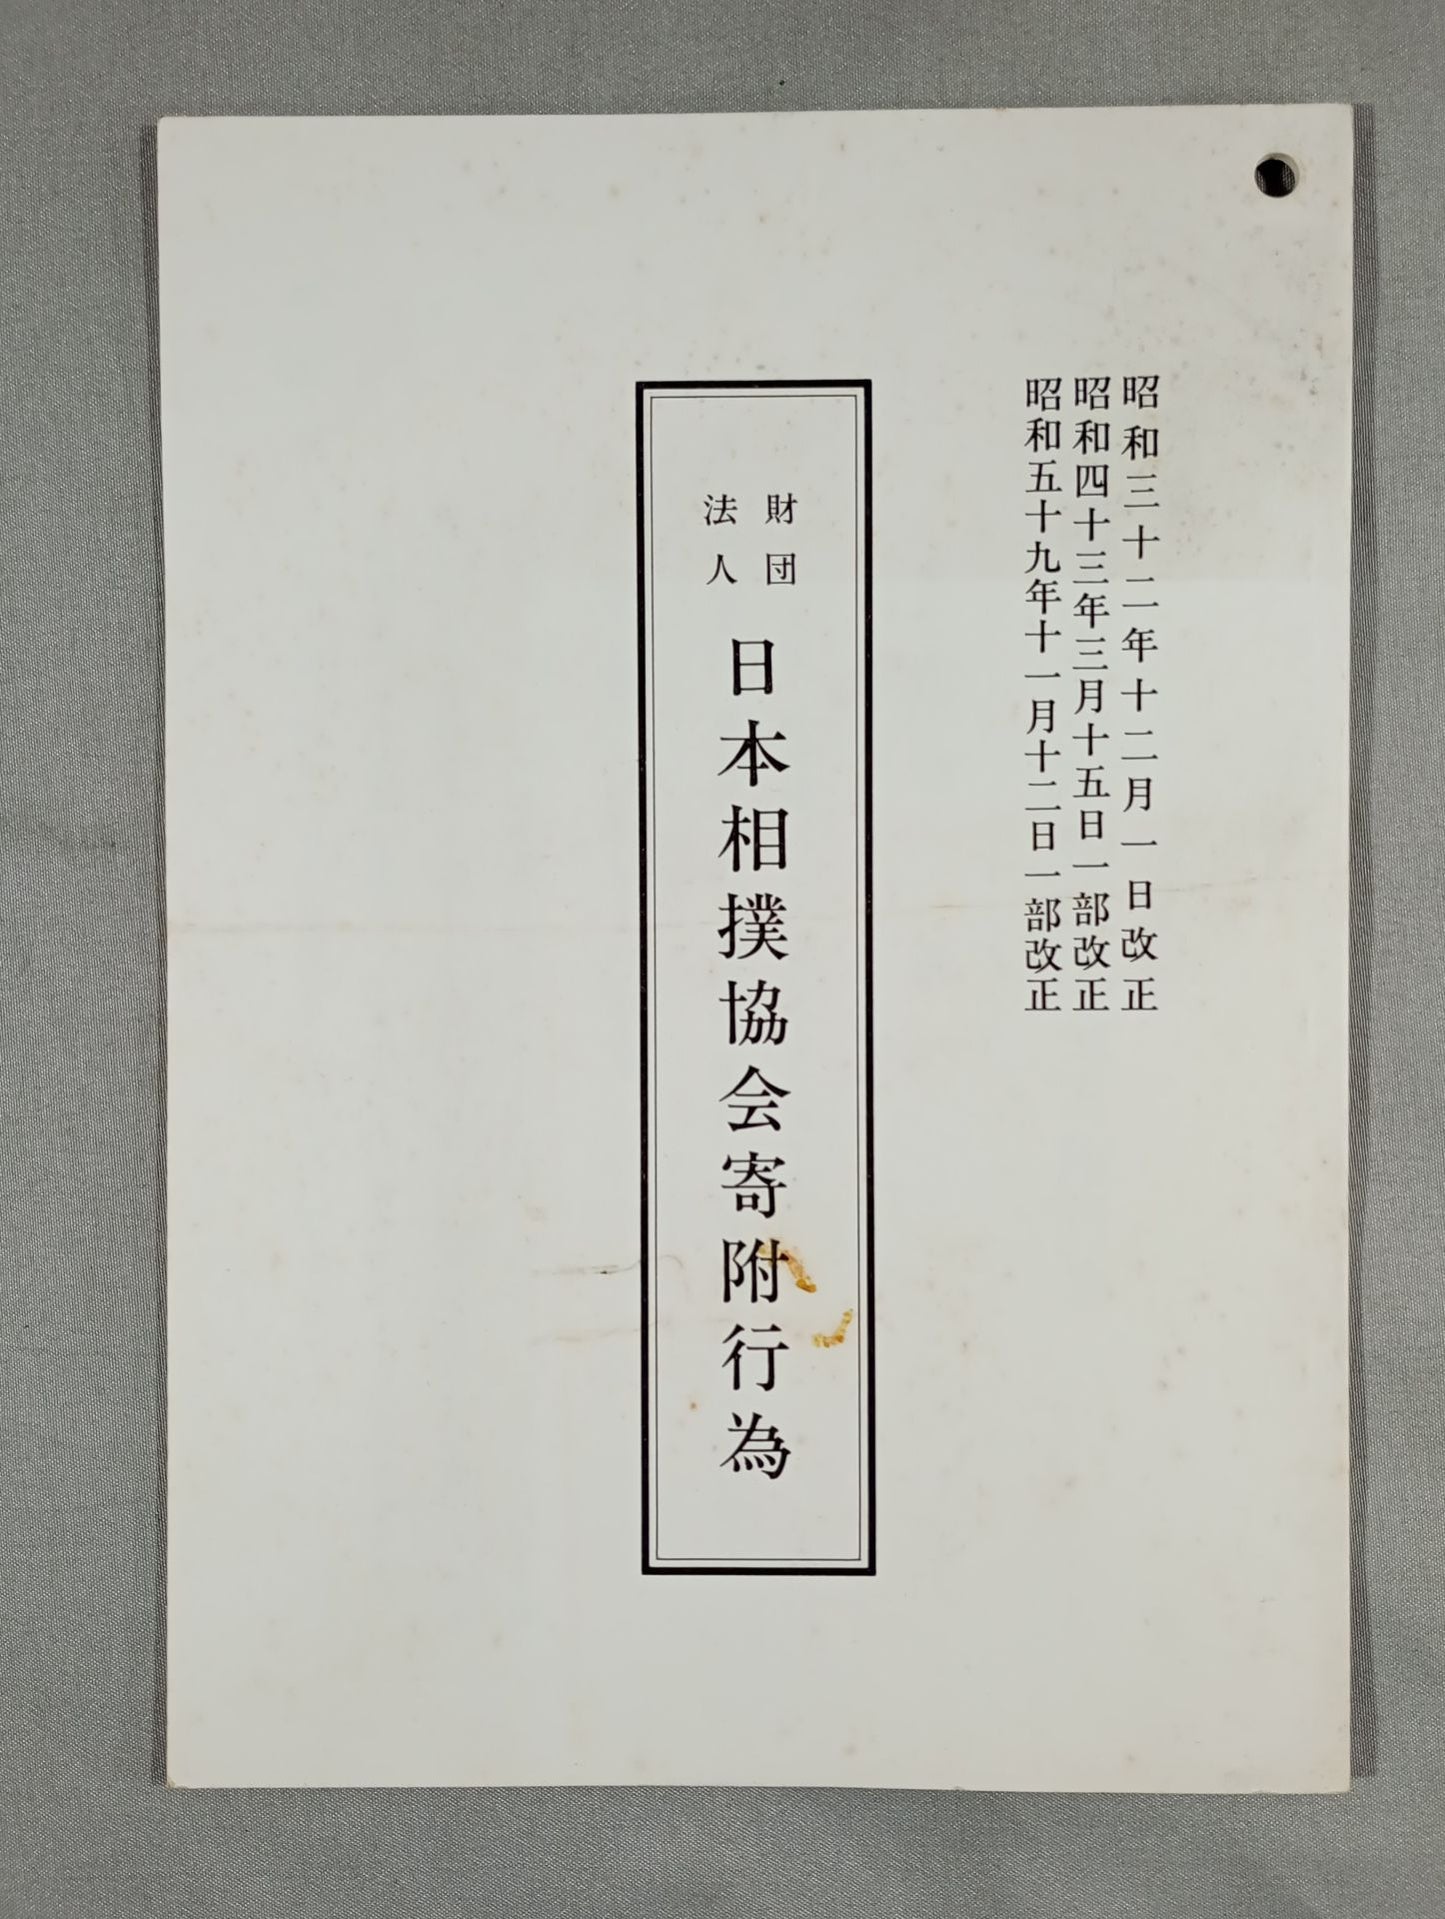 昭和三十二年十二月一日改正
昭和四十三年三月十五日一部改正
昭和五十九年十一月十二日一部改正
財団
法人
日本相撲協会寄附行為